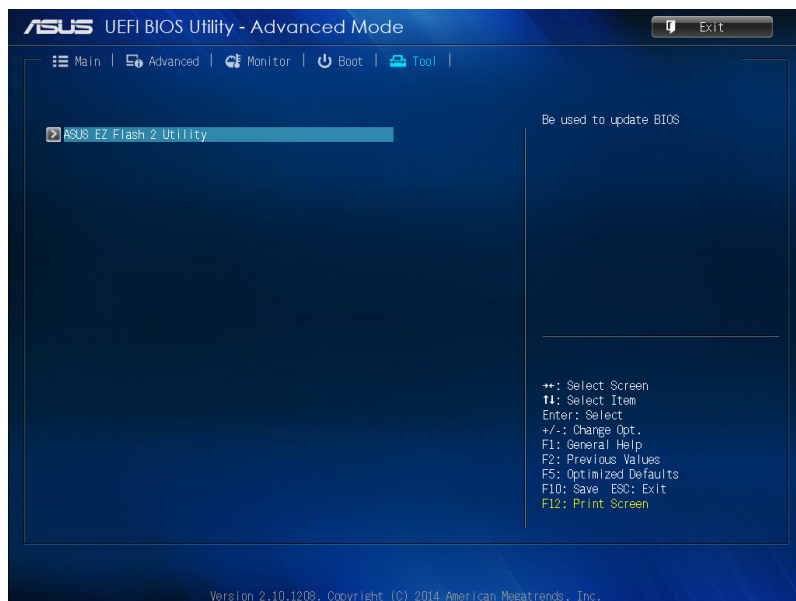 ASUS UEFI BIOS Utility - Advanced Mode
Exit
Main | Advanced | Monitor | Boot | Tool |
Be used to update BIOS
ASUS EZ Flash 2 Utility
→←: Select Screen
↑↓: Select Item
Enter: Select
+/-: Change Opt.
F1: General Help
F2: Previous Values
F5: Optimized Defaults
F10: Save ESC: Exit
F12: Print Screen
Version 2.10.1208. Copyright (C) 2014 American Megatrends, Inc.